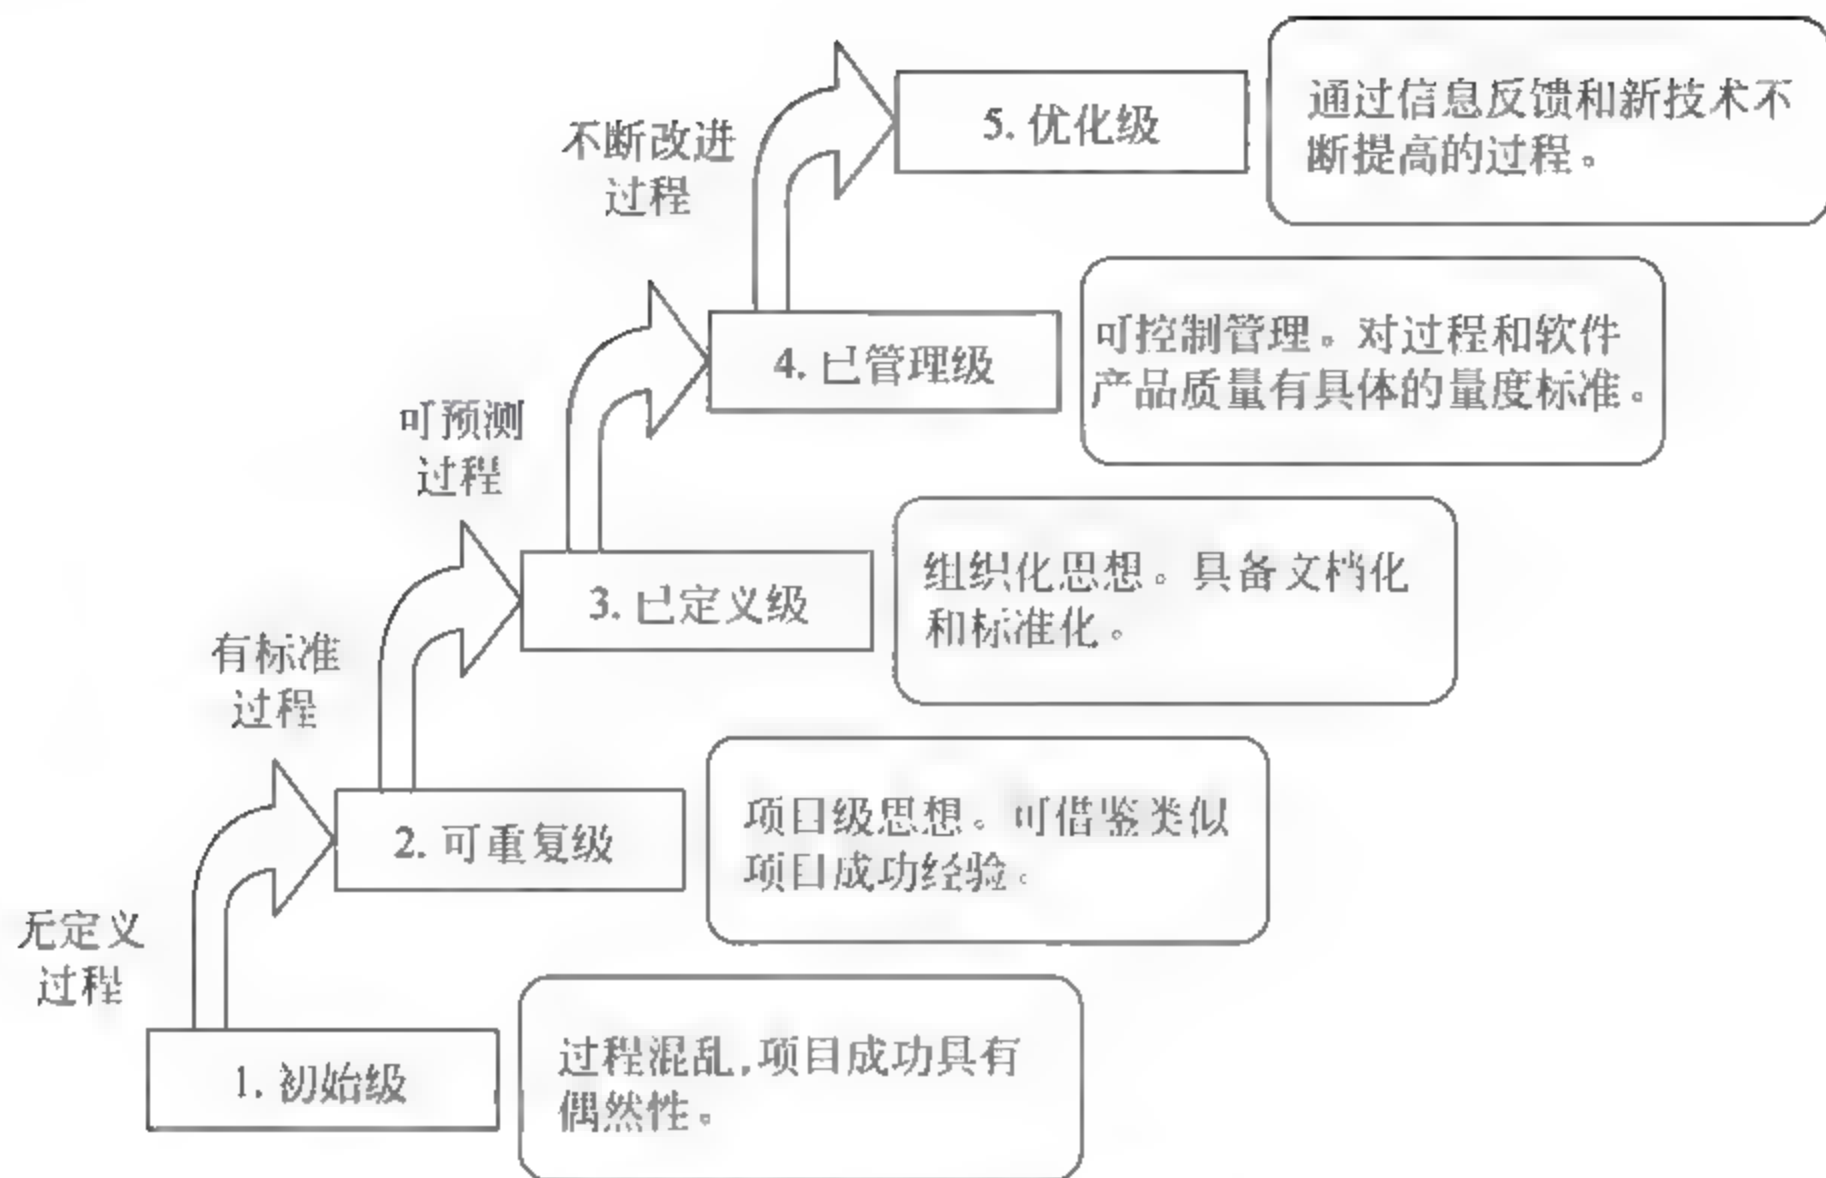 不断改进
过程
5. 优化级
通过信息反馈和新技术不
断提高的过程。
可预测
过程
4. 已管理级
可控制管理。对过程和软件
产品质量有具体的量度标准。
有标准
过程
3. 已定义级
组织化思想。具备文档化
和标准化。
无定义
过程
2. 可重复级
项目级思想。可借鉴类似
项目成功经验。
1. 初始级
过程混乱,项目成功具有
偶然性。